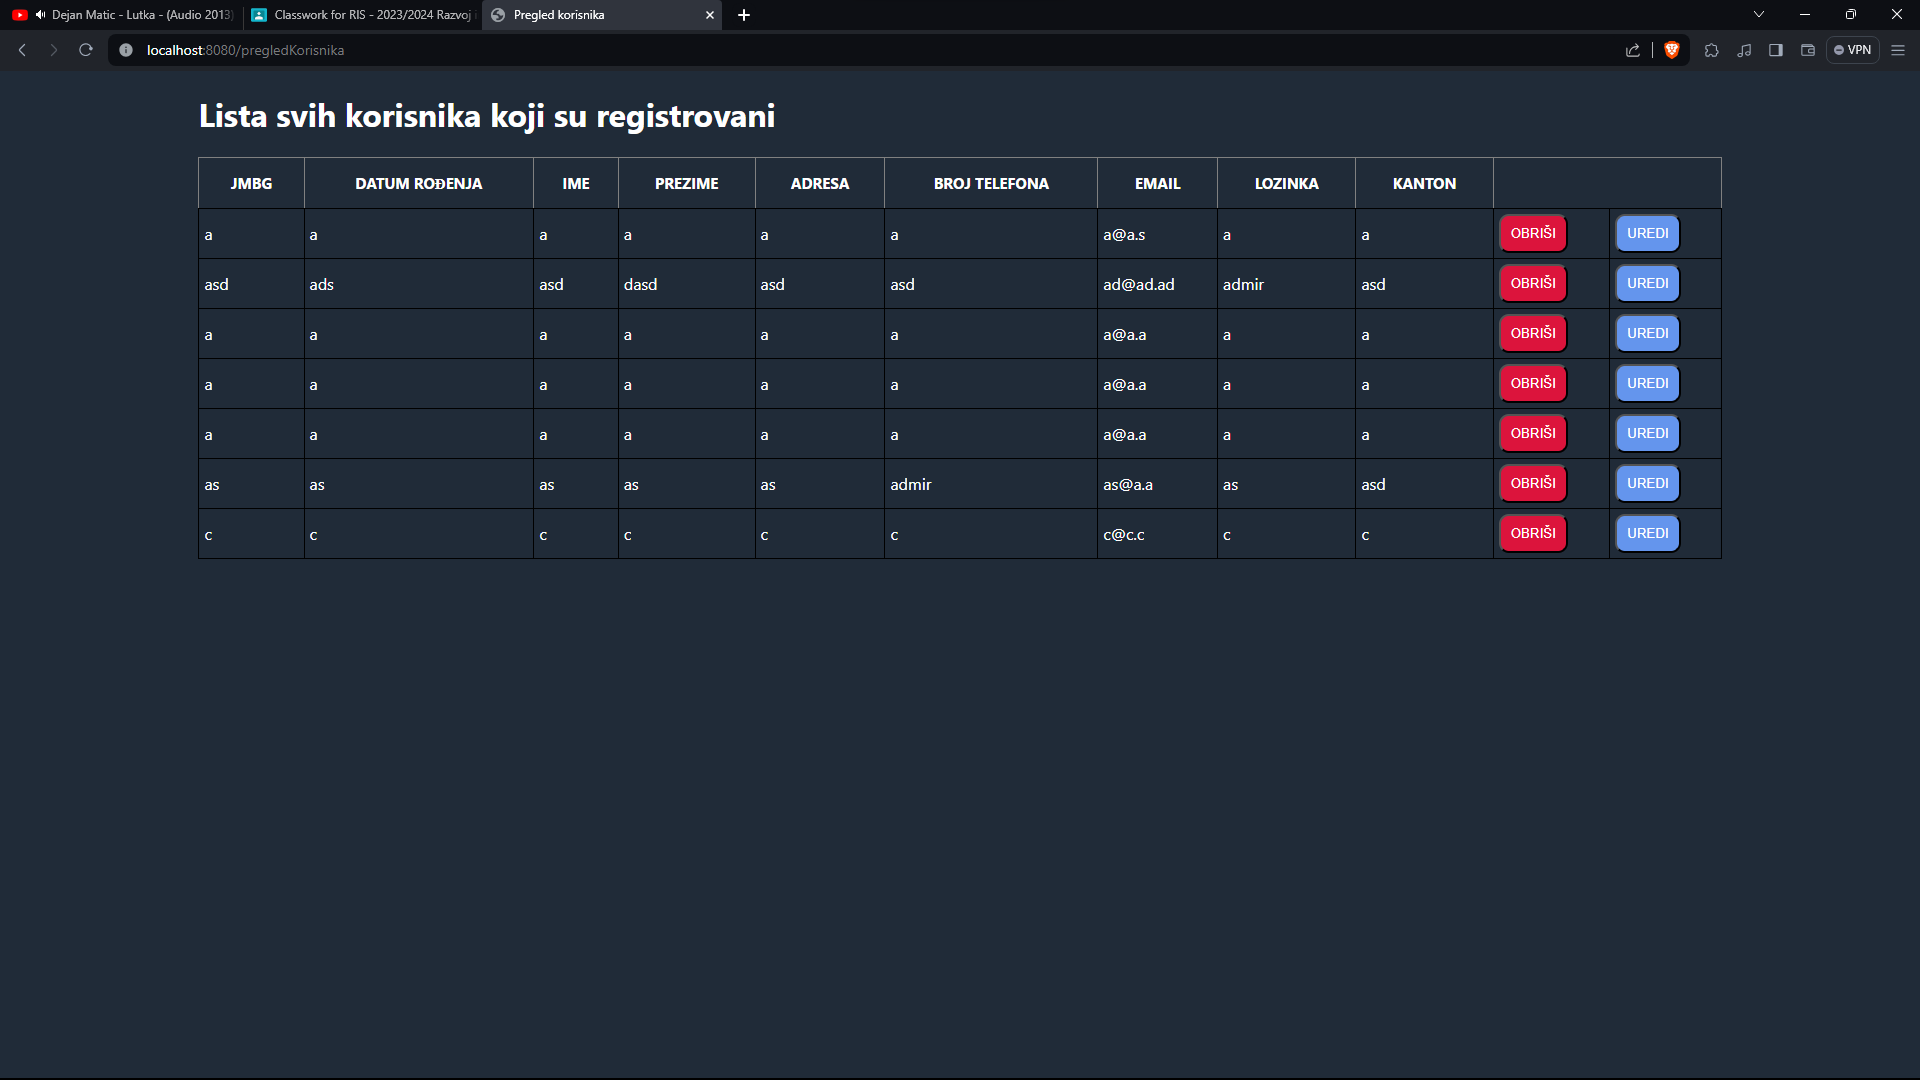 Dejan Matic - Lutka - (Audio 2013)
Classwork for RIS - 2023/2024 Razvoj i
Pregled korisnika
localhost:8080/pregledKorisnika
VPN
Lista svih korisnika koji su registrovani
JMBG DATUM ROĐENJA IME PREZIME ADRESA BROJ TELEFONA EMAIL LOZINKA KANTON
a a a a a a a@a.s a a OBRIŠI UREDI
asd ads asd dasd asd asd ad@ad.ad admir asd OBRIŠI UREDI
a a a a a a a@a.a a a OBRIŠI UREDI
a a a a a a a@a.a a a OBRIŠI UREDI
a a a a a a a@a.a a a OBRIŠI UREDI
as as as as as admir as@a.a as asd OBRIŠI UREDI
c c c c c c c@c.c c c OBRIŠI UREDI